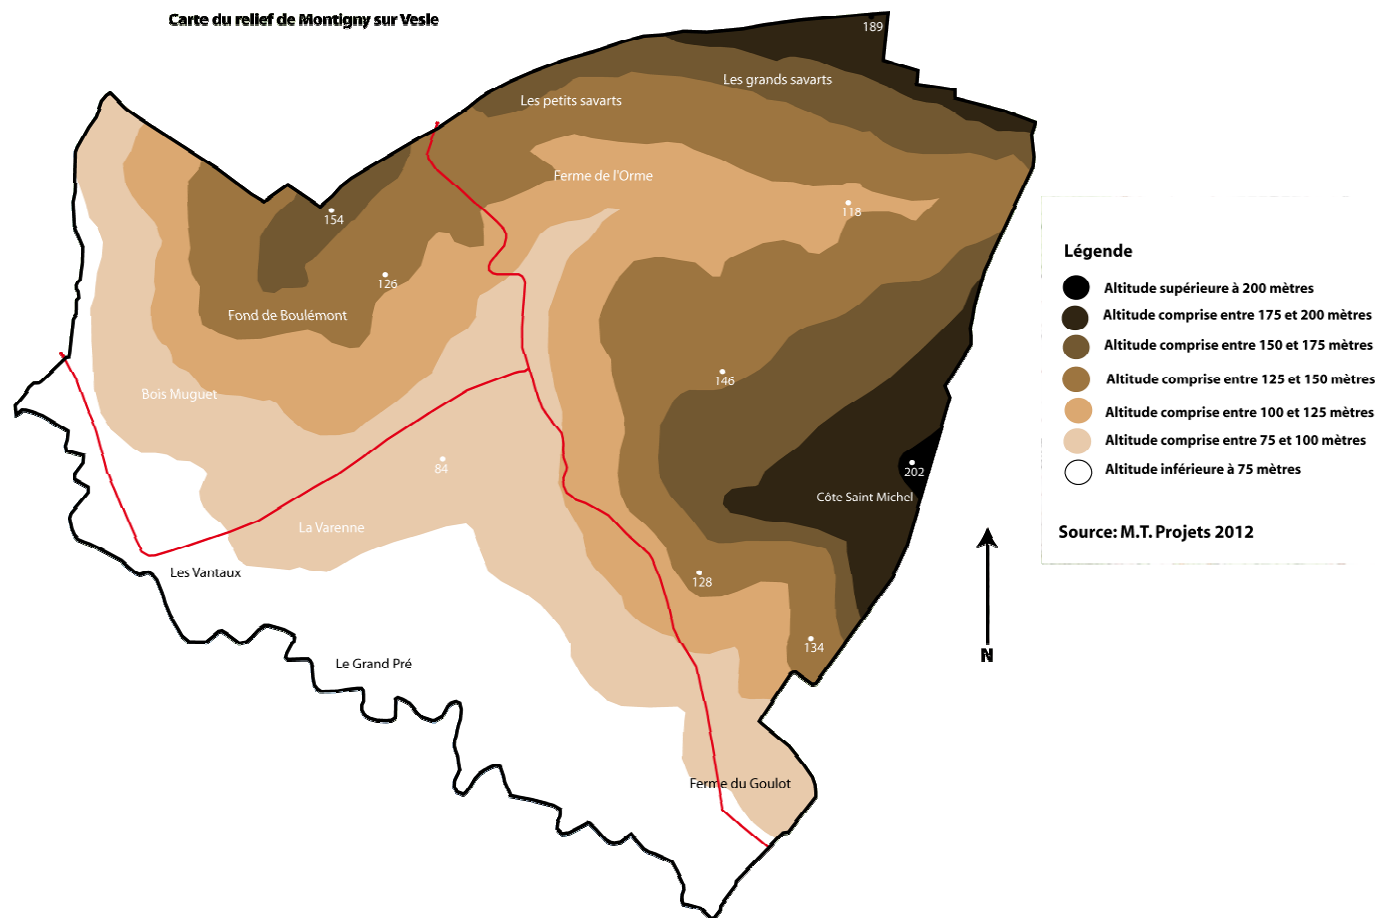 Carte du relief de Montigny sur Vesle
189
Les grands savarts
Les petits savarts
Ferme de l'Orme
118
154
126
Fond de Boulémont
146
Bois Muguet
84
202
Côte Saint Michel
La Varenne
Les Vantaux
128
134
Le Grand Pré
Ferme du Goulot
Légende
Altitude supérieure à 200 mètres
Altitude comprise entre 175 et 200 mètres
Altitude comprise entre 150 et 175 mètres
Altitude comprise entre 125 et 150 mètres
Altitude comprise entre 100 et 125 mètres
Altitude comprise entre 75 et 100 mètres
Altitude inférieure à 75 mètres
Source: M.T. Projets 2012
N